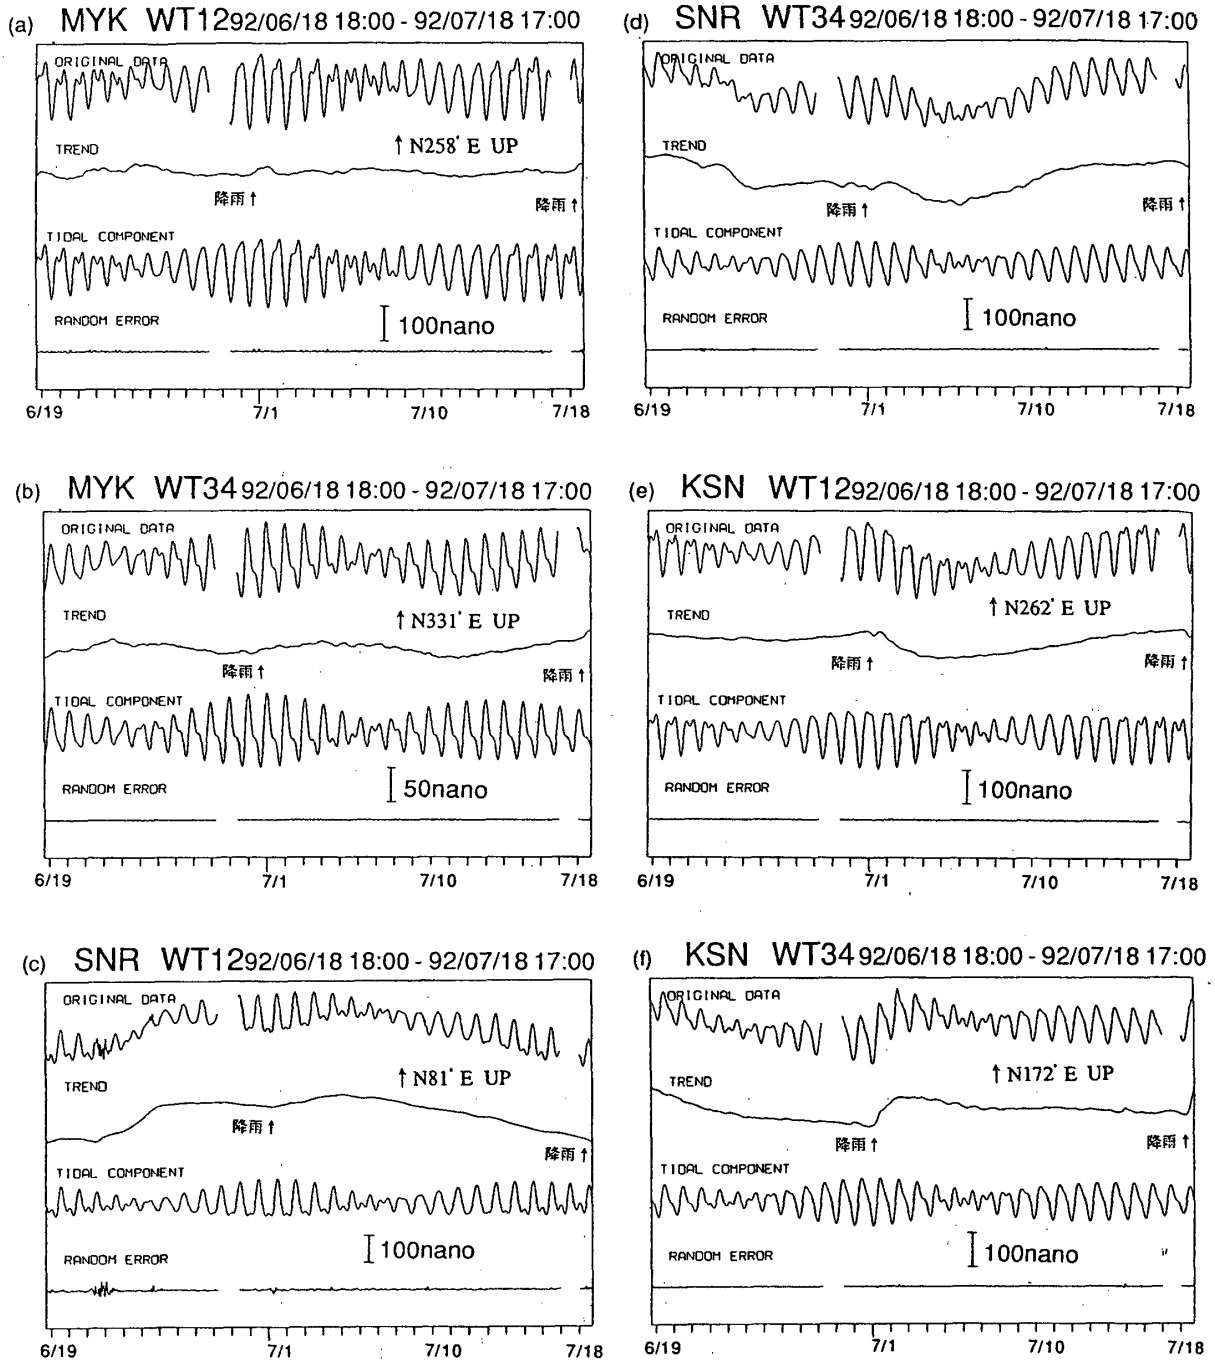 (a) MYK WT12 92/06/18 18:00 - 92/07/18 17:00
ORIGINAL DATA
↑ N258° E UP
TREND
降雨↑
降雨↑
TIDAL COMPONENT
100nano
RANDOM ERROR
6/19 7/1 7/10 7/18
(b) MYK WT34 92/06/18 18:00 - 92/07/18 17:00
ORIGINAL DATA
↑ N331° E UP
TREND
降雨↑
降雨↑
TIDAL COMPONENT
50nano
RANDOM ERROR
6/19 7/1 7/10 7/18
(c) SNR WT12 92/06/18 18:00 - 92/07/18 17:00
ORIGINAL DATA
↑ N81° E UP
TREND
降雨↑
降雨↑
TIDAL COMPONENT
100nano
RANDOM ERROR
6/19 7/1 7/10 7/18
(d) SNR WT34 92/06/18 18:00 - 92/07/18 17:00
ORIGINAL DATA
TREND
降雨↑
降雨↑
TIDAL COMPONENT
100nano
RANDOM ERROR
6/19 7/1 7/10 7/18
(e) KSN WT12 92/06/18 18:00 - 92/07/18 17:00
ORIGINAL DATA
↑ N262° E UP
TREND
降雨↑
降雨↑
TIDAL COMPONENT
100nano
RANDOM ERROR
6/19 7/1 7/10 7/18
(f) KSN WT34 92/06/18 18:00 - 92/07/18 17:00
ORIGINAL DATA
↑ N172° E UP
TREND
降雨↑
降雨↑
TIDAL COMPONENT
100nano
RANDOM ERROR
6/19 7/1 7/10 7/18